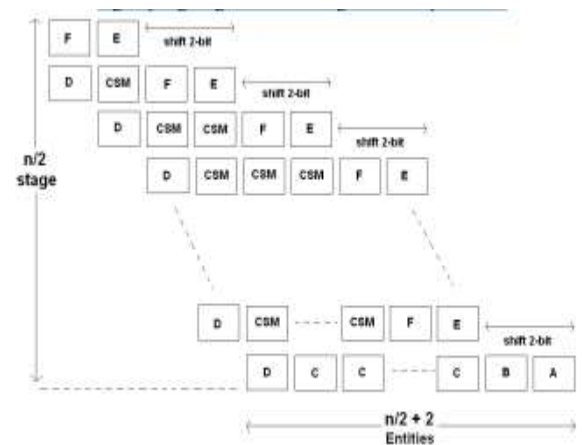 F E shift 2-bit
D CSM F E shift 2-bit
D CSM CSM F E shift 2-bit
n/2
stage
D CSM CSM CSM F E
D CSM CSM F E shift 2-bit
D C C C B A
n/2 + 2
Entities